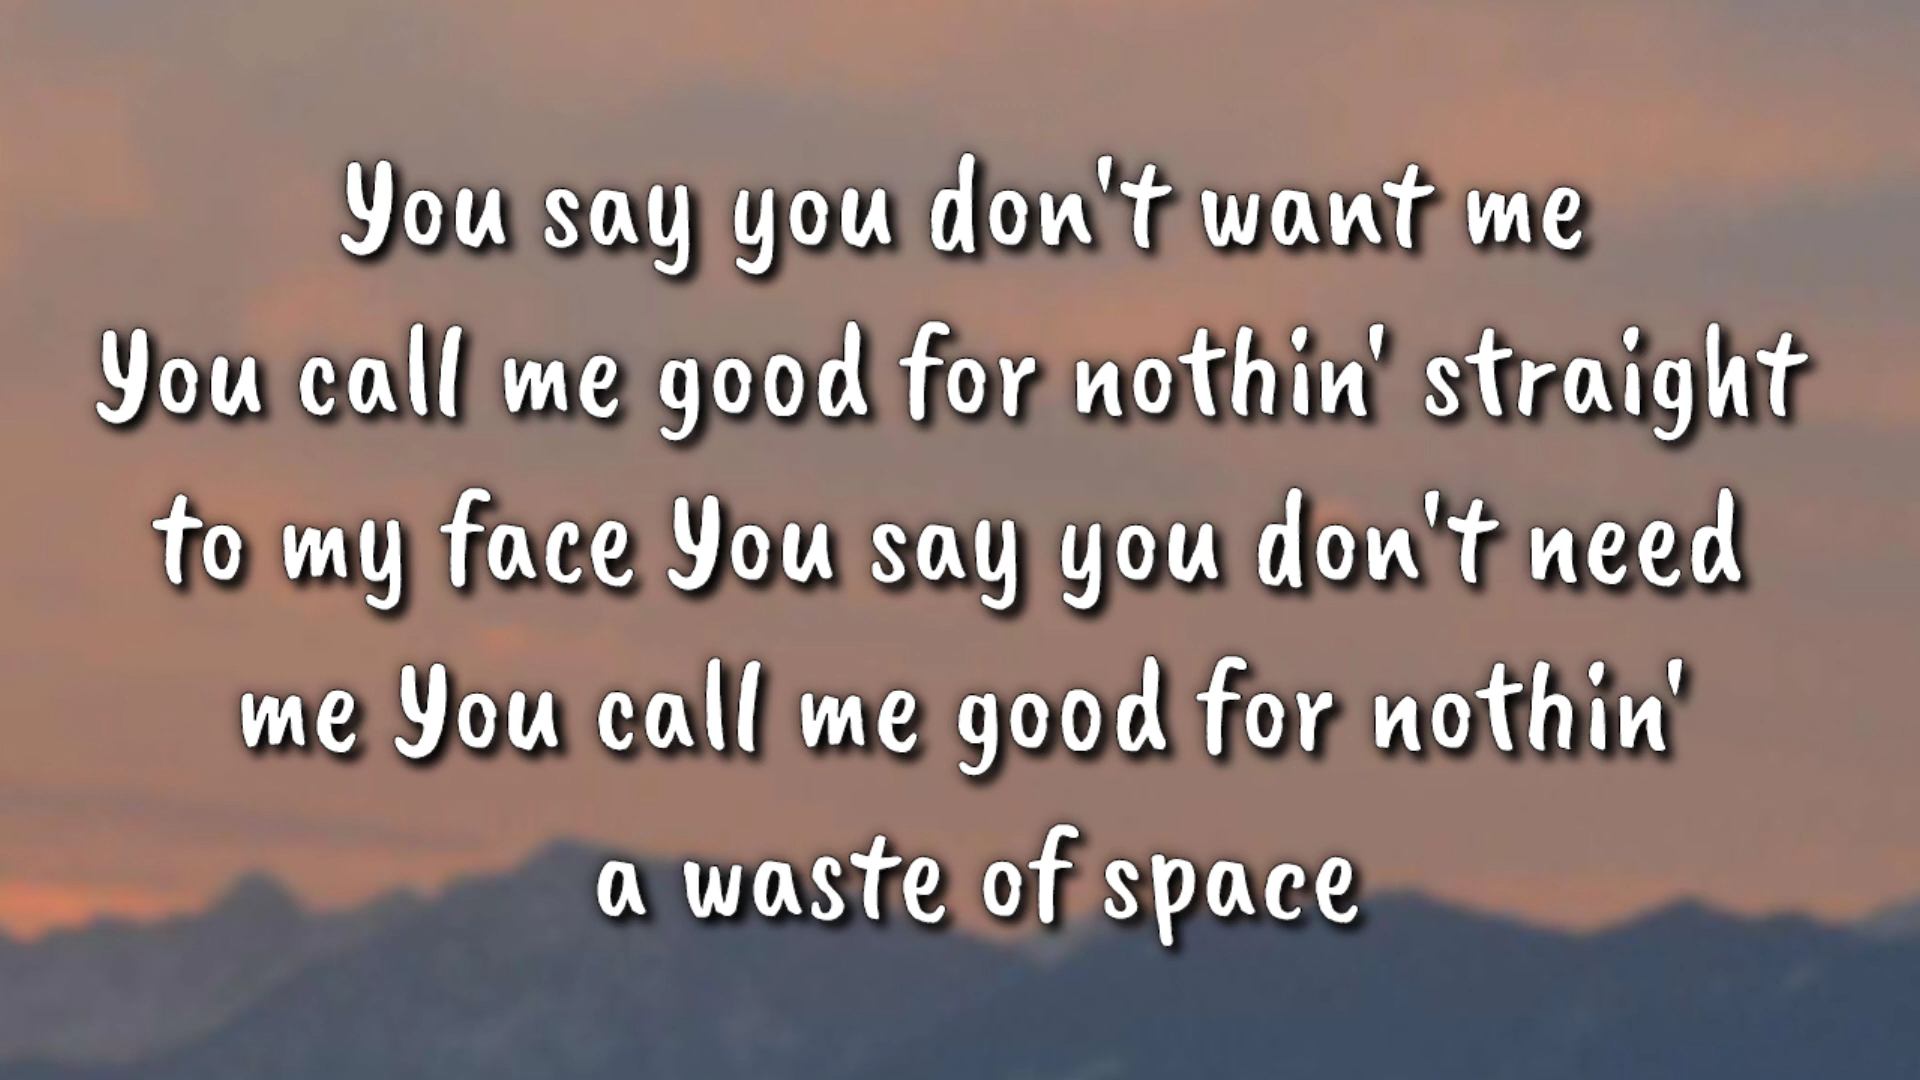 You say you don't want me
You call me good for nothin' straight
to my face You say you don't need
me You call me good for nothin'
a waste of space